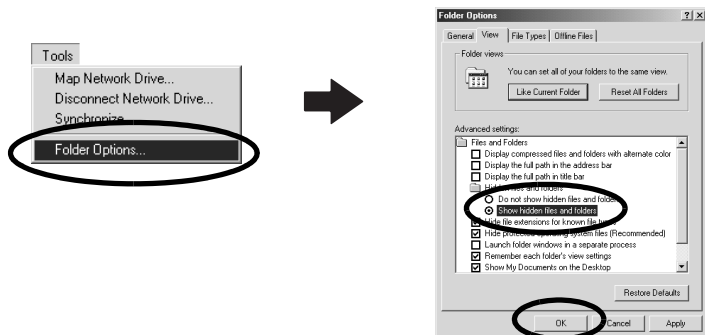 Tools
Map Network Drive...
Disconnect Network Drive...
Synchronize...
Folder Options...
Folder Options
? X
General View File Types Offline Files
Folder views
You can set all of your folders to the same view.
Like Current Folder Reset All Folders
Advanced settings:
Files and Folders
Display compressed files and folders with alternate color
Display the full path in the address bar
Display the full path in title bar
Hidden files and folders
Do not show hidden files and folders
Show hidden files and folders
Hide file extensions for known file types
Hide protected operating system files (Recommended)
Launch folder windows in a separate process
Remember each folder's view settings
Show My Documents on the Desktop
Restore Defaults
OK Cancel Apply